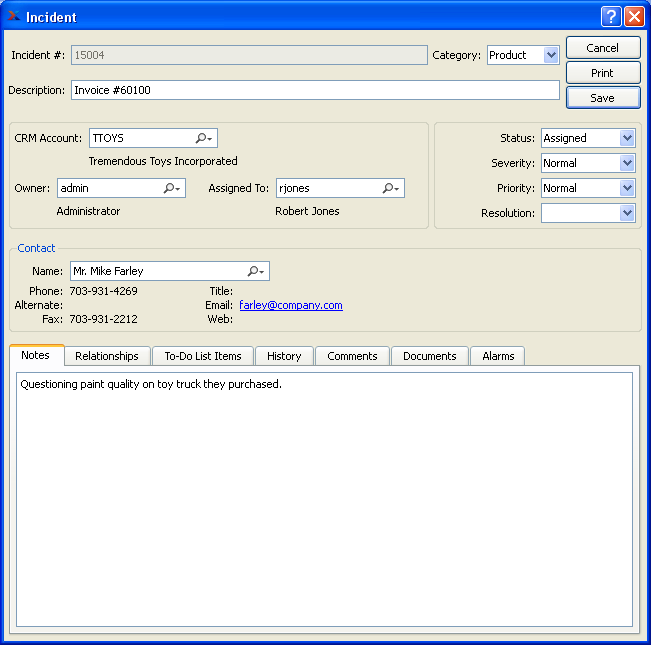 Incident
Incident #: 15004 Category: Product Cancel
Print
Description: Invoice #60100 Save
CRM Account: TTOYS Status: Assigned
Tremendous Toys Incorporated Severity: Normal
Owner: admin Assigned To: rjones Priority: Normal
Administrator Robert Jones Resolution:
Contact
Name: Mr. Mike Farley
Phone: 703-931-4269 Title:
Alternate: Email: farley@company.com
Fax: 703-931-2212 Web:
Notes Relationships To-Do List Items History Comments Documents Alarms
Questioning paint quality on toy truck they purchased.